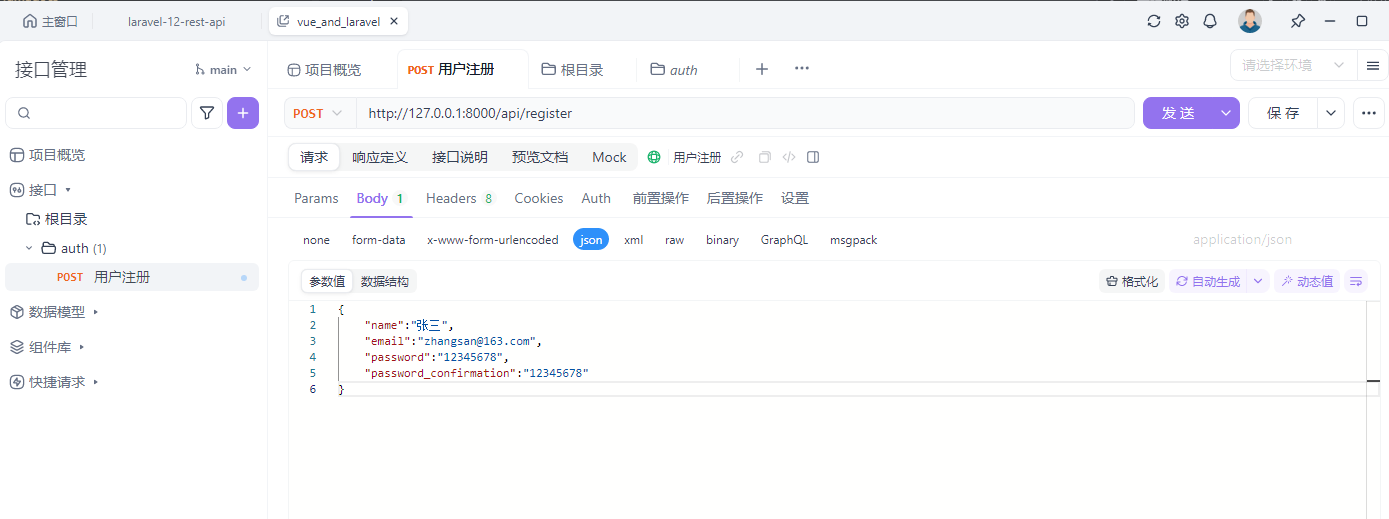 主窗口 laravel-12-rest-api vue_and_laravel
接口管理 main
项目概览 POST 用户注册 根目录 auth 请选择环境
POST http://127.0.0.1:8000/api/register 发送 保存
项目概览
接口
根目录
auth (1)
POST 用户注册
数据模型
组件库
快捷请求
请求 响应定义 接口说明 预览文档 Mock 用户注册
Params Body 1 Headers 8 Cookies Auth 前置操作 后置操作 设置
none form-data x-www-form-urlencoded json xml raw binary GraphQL msgpack application/json
参数值 数据结构 格式化 自动生成 动态值
1 {
2 "name":"张三",
3 "email":"zhangsan@163.com",
4 "password":"12345678",
5 "password_confirmation":"12345678"
6 }